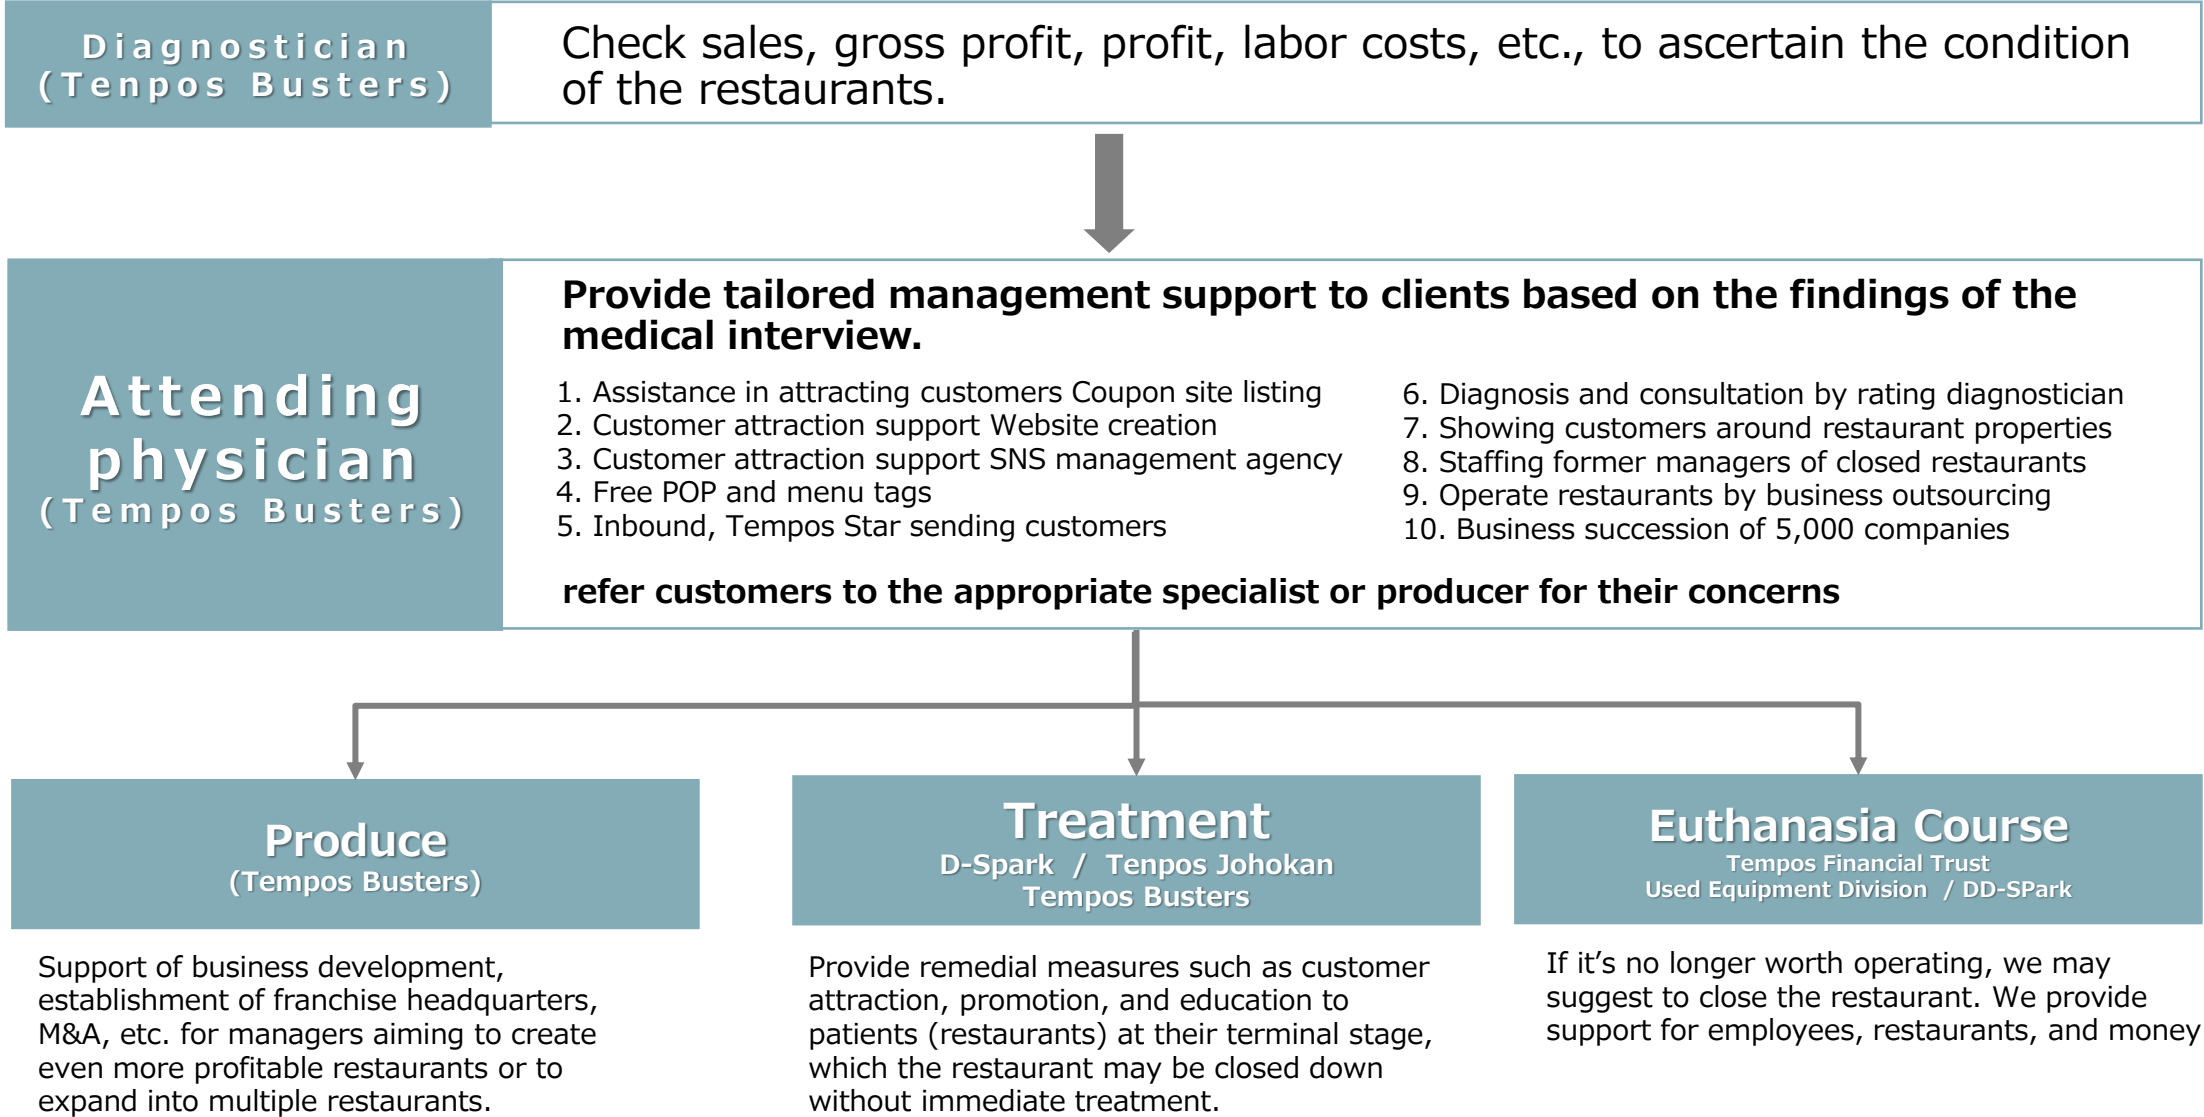 Diagnostician
(Tenpos Busters)
Check sales, gross profit, profit, labor costs, etc., to ascertain the condition
of the restaurants.
Attending
physician
(Tempos Busters)
Provide tailored management support to clients based on the findings of the
medical interview.
1. Assistance in attracting customers Coupon site listing
2. Customer attraction support Website creation
3. Customer attraction support SNS management agency
4. Free POP and menu tags
5. Inbound, Tempos Star sending customers
6. Diagnosis and consultation by rating diagnostician
7. Showing customers around restaurant properties
8. Staffing former managers of closed restaurants
9. Operate restaurants by business outsourcing
10. Business succession of 5,000 companies
refer customers to the appropriate specialist or producer for their concerns
Produce
(Tempos Busters)
Support of business development,
establishment of franchise headquarters,
M&A, etc. for managers aiming to create
even more profitable restaurants or to
expand into multiple restaurants.
Treatment
D-Spark / Tenpos Johokan
Tempos Busters
Provide remedial measures such as customer
attraction, promotion, and education to
patients (restaurants) at their terminal stage,
which the restaurant may be closed down
without immediate treatment.
Euthanasia Course
Tempos Financial Trust
Used Equipment Division / DD-SPark
If it’s no longer worth operating, we may
suggest to close the restaurant. We provide
support for employees, restaurants, and money